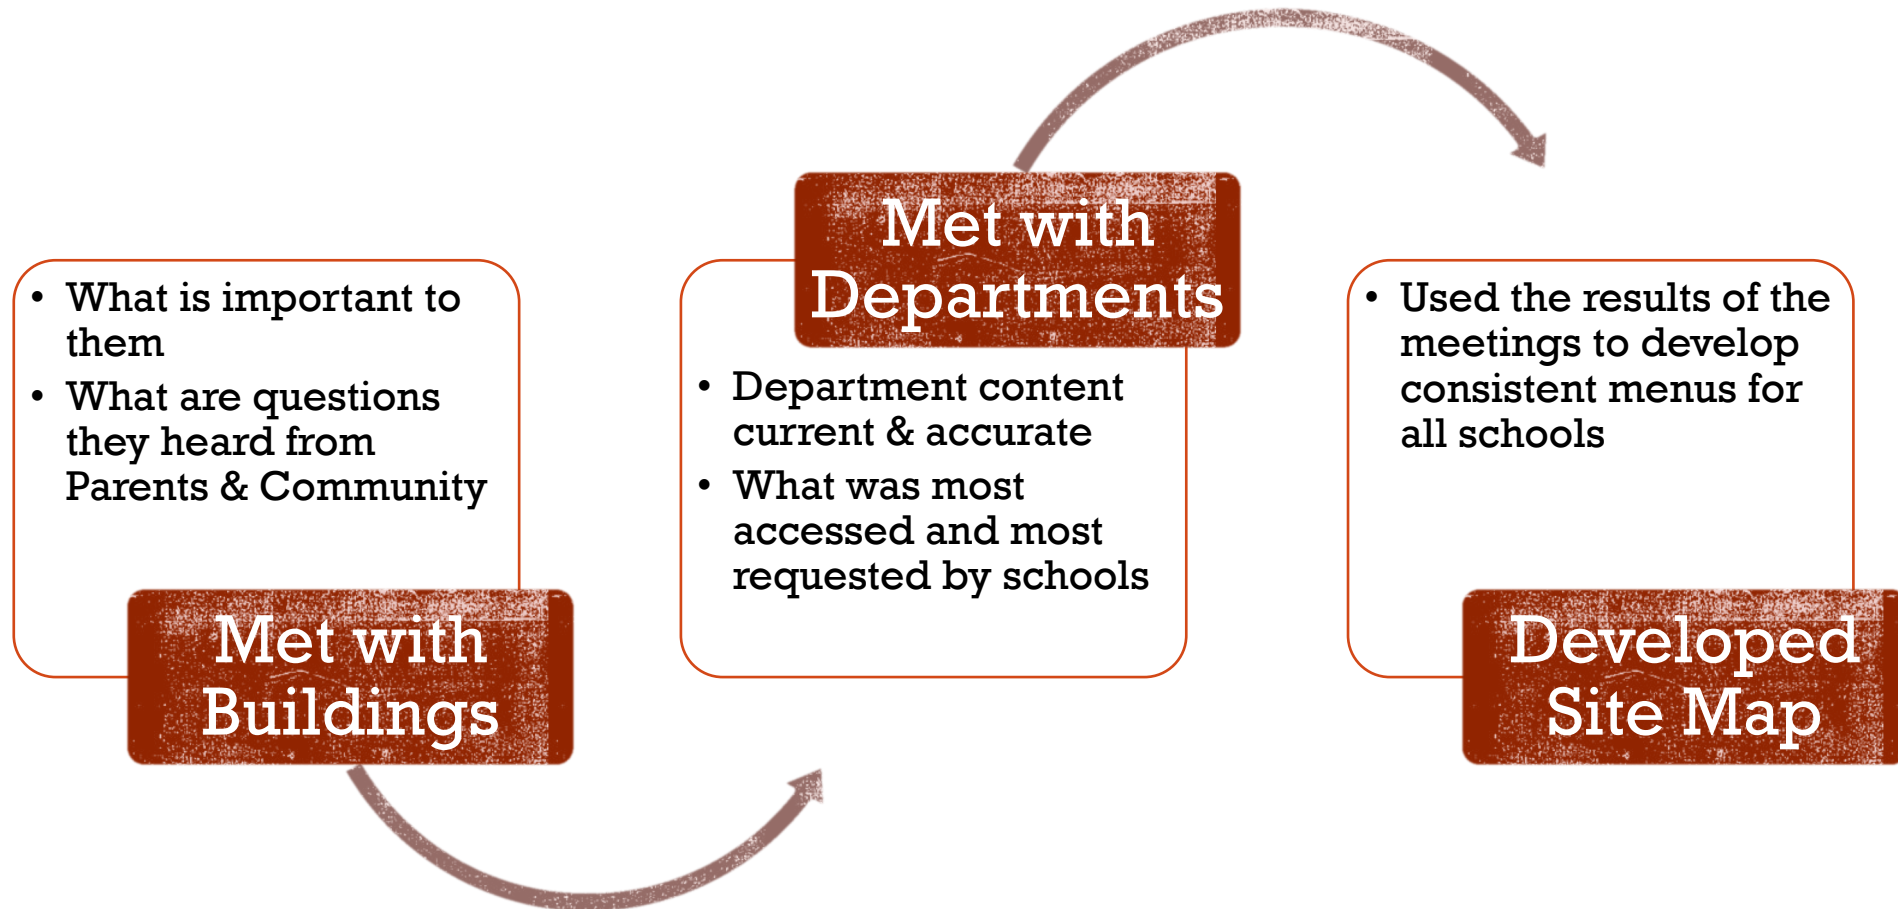 • What is important to
them
• What are questions
they heard from
Parents & Community
Met with
Buildings
Met with
Departments
• Department content
current & accurate
• What was most
accessed and most
requested by schools
• Used the results of the
meetings to develop
consistent menus for
all schools
Developed
Site Map